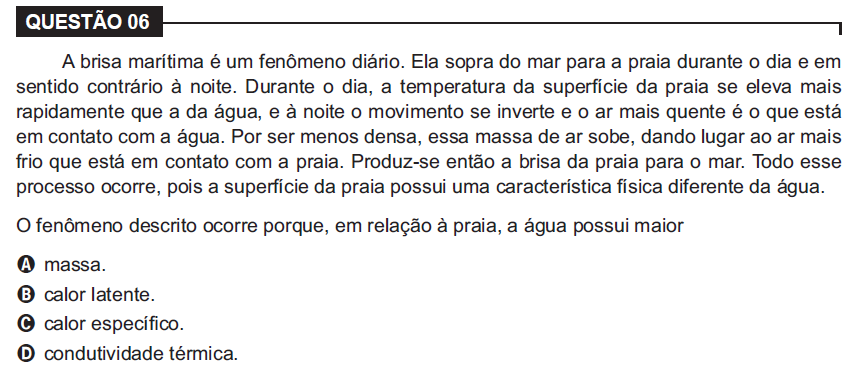 QUESTÃO 06
A brisa marítima é um fenômeno diário. Ela sopra do mar para a praia durante o dia e em
sentido contrário à noite. Durante o dia, a temperatura da superfície da praia se eleva mais
rapidamente que a da água, e à noite o movimento se inverte e o ar mais quente é o que está
em contato com a água. Por ser menos densa, essa massa de ar sobe, dando lugar ao ar mais
frio que está em contato com a praia. Produz-se então a brisa da praia para o mar. Todo esse
processo ocorre, pois a superfície da praia possui uma característica física diferente da água.
O fenômeno descrito ocorre porque, em relação à praia, a água possui maior
A massa.
B calor latente.
C calor específico.
D condutividade térmica.